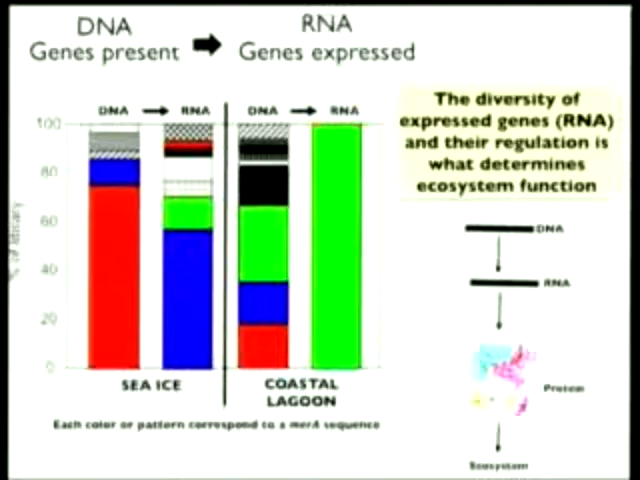 DNA
Genes present
RNA
Genes expressed
DNA
RNA
DNA
RNA
100
80
60
40
20
0
% of library
SEA ICE
COASTAL
LAGOON
Each color or pattern correspond to a merA sequence
The diversity of
expressed genes (RNA)
and their regulation is
what determines
ecosystem function
DNA
RNA
Protein
Ecosystem